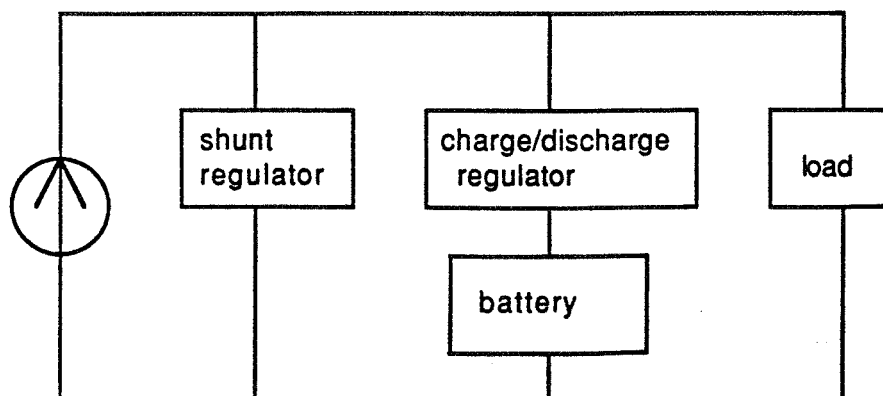 shunt
regulator
charge/discharge
regulator
load
battery